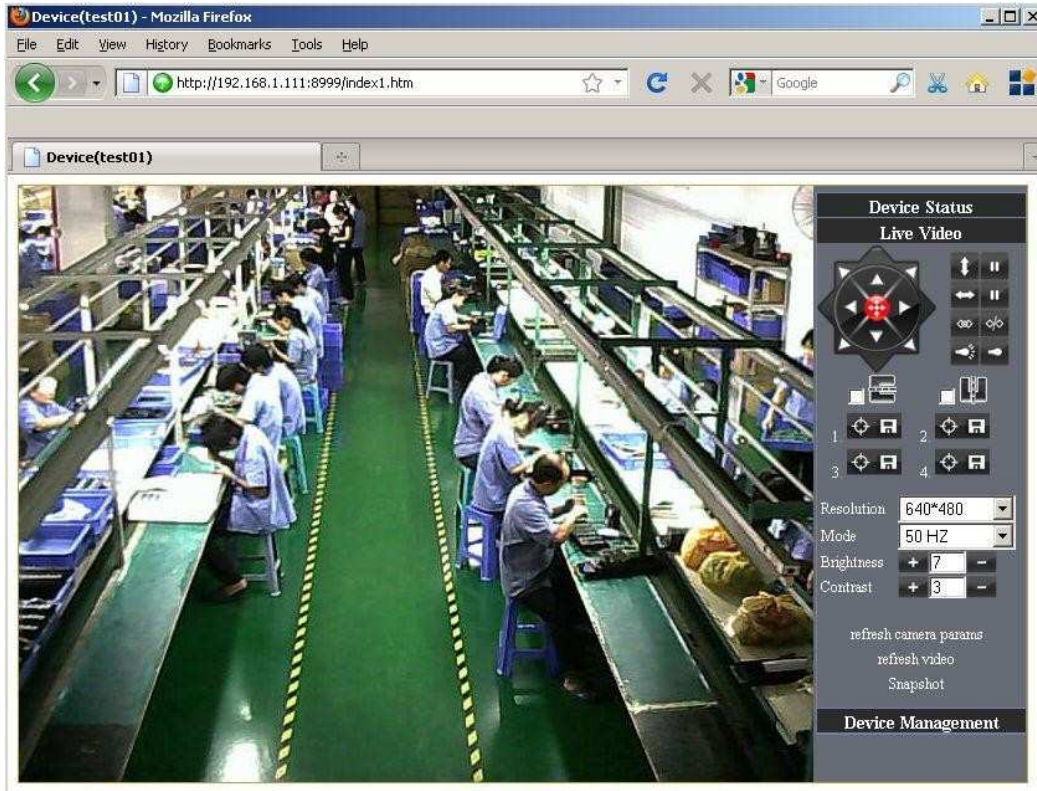 Device(test01) - Mozilla Firefox
File Edit View History Bookmarks Tools Help
http://192.168.1.111:8999/index1.htm
Google
Device(test01)
Device Status
Live Video
1. 2.
3. 4.
Resolution 640*480
Mode 50 HZ
Brightness + 7 -
Contrast + 3 -
refresh camera params
refresh video
Snapshot
Device Management